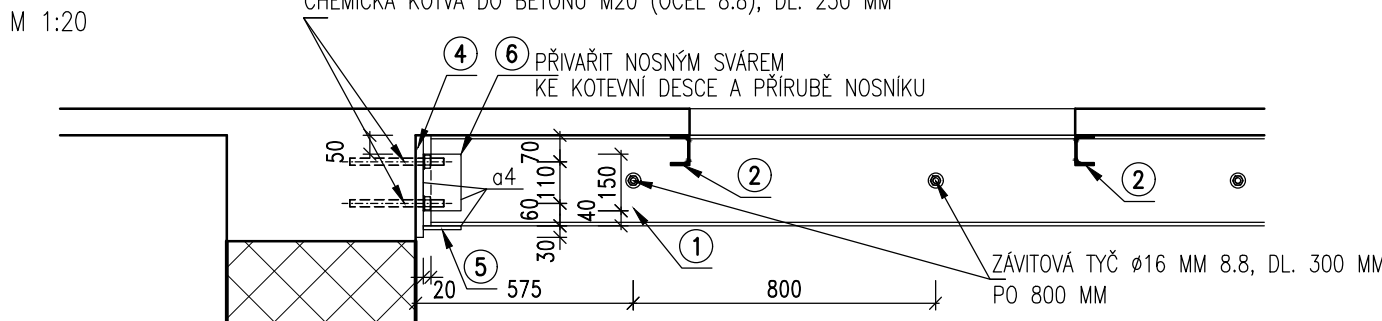 CHEMICKÁ KOTVA DO BETONU M20 (OCEL 8.8), DL. 250 MM
M 1:20
4
6
PŘIVAŘIT NOSNÝM SVÁREM
KE KOTEVNÍ DESCE A PŘÍRUBĚ NOSNÍKU
50
70
110
60
30
a4
150
40
2
2
1
5
ZÁVITOVÁ TYČ ø16 MM 8.8, DL. 300 MM
PO 800 MM
20
575
800